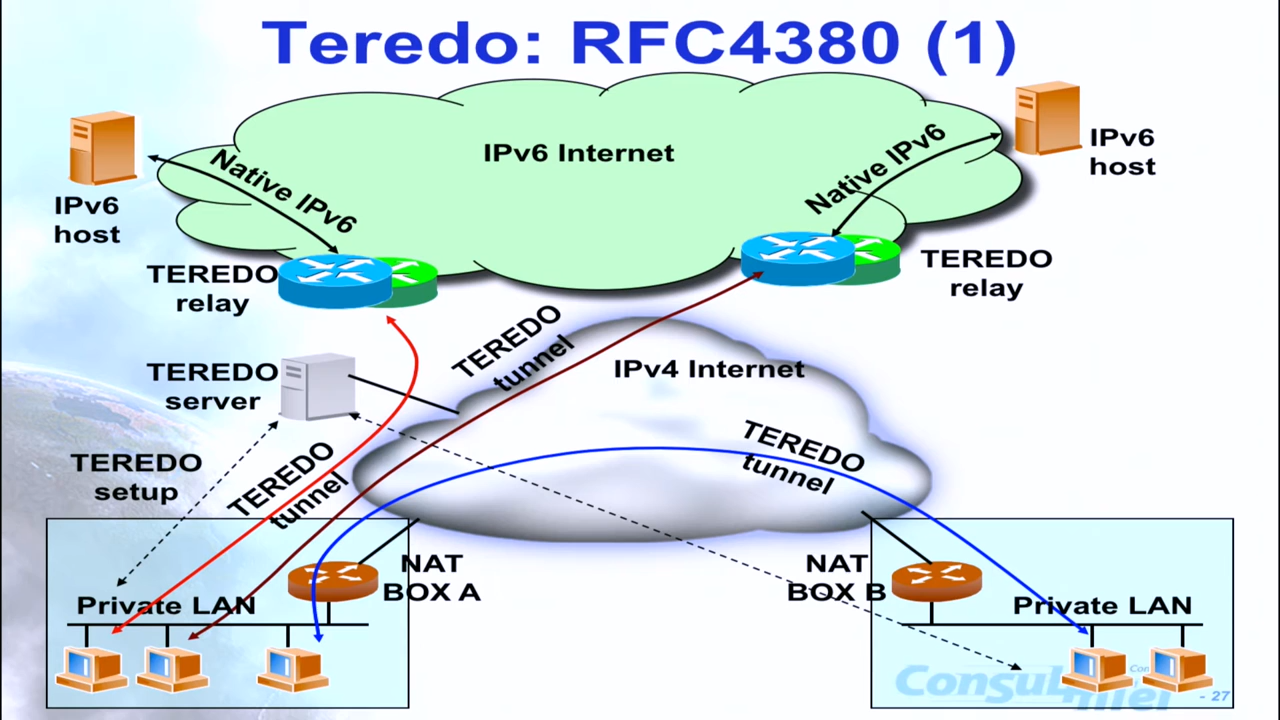 Teredo: RFC4380 (1)
IPv6 Internet
IPv6
host
Native IPv6
Native IPv6
IPv6
host
TEREDO
relay
TEREDO
relay
TEREDO
server
TEREDO
tunnel
IPv4 Internet
TEREDO
setup
TEREDO
tunnel
TEREDO
tunnel
NAT
BOX A
NAT
BOX B
Private LAN
Private LAN
- 27